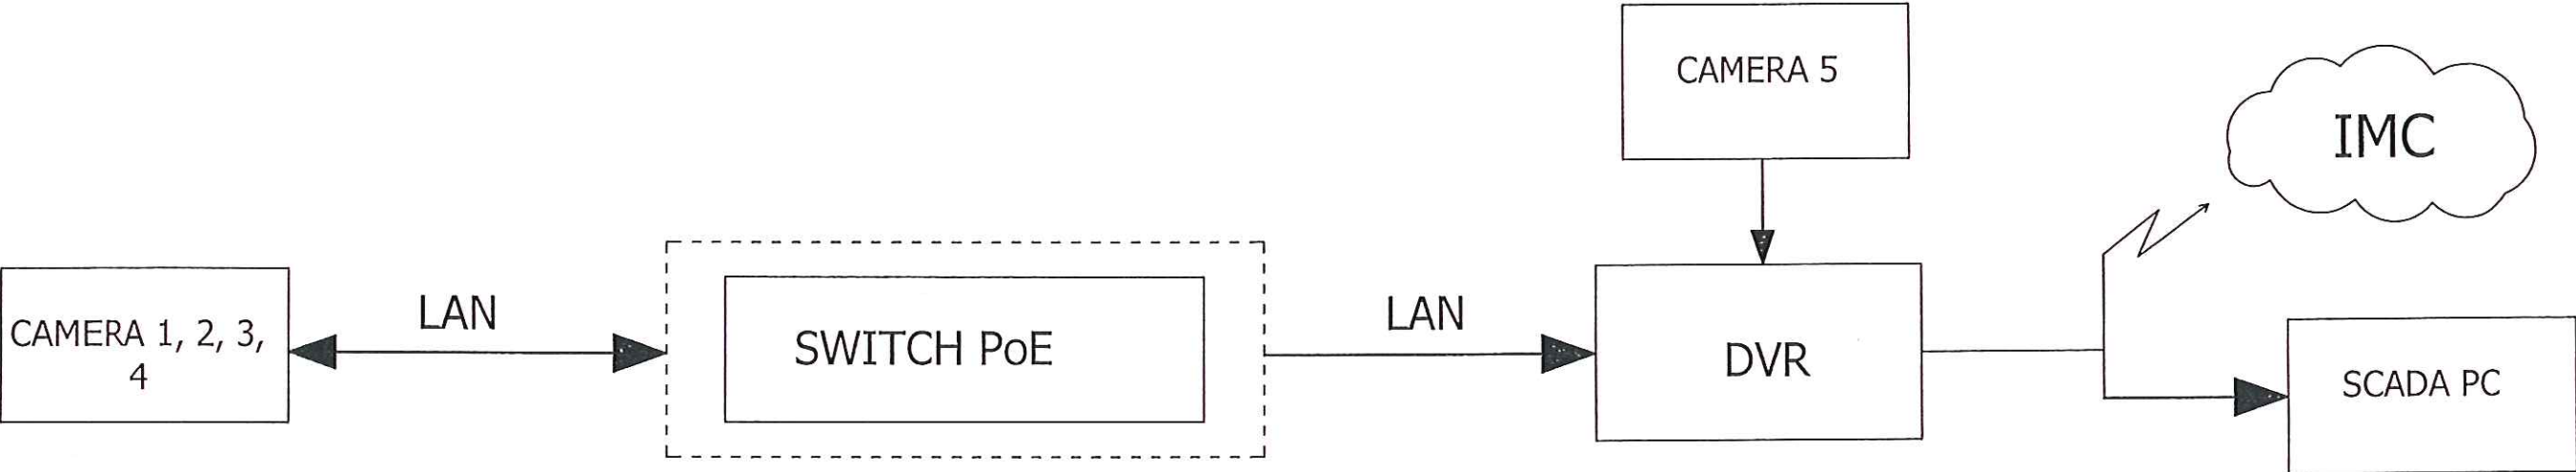 CAMERA 5
IMC
LAN
LAN
CAMERA 1, 2, 3,
4
SWITCH PoE
DVR
SCADA PC